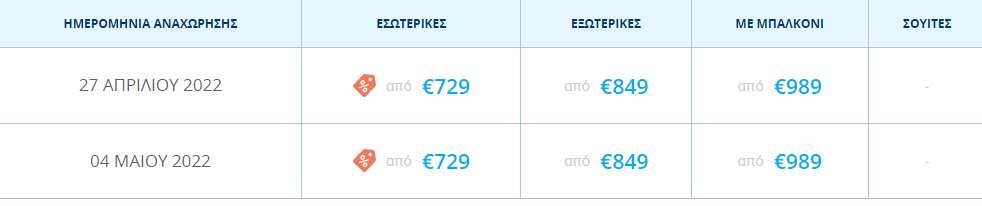 ΗΜΕΡΟΜΗΝΙΑ ΑΝΑΧΩΡΗΣΗΣ ΕΣΩΤΕΡΙΚΕΣ ΕΞΩΤΕΡΙΚΕΣ ΜΕ ΜΠΑΛΚΟΝΙ ΣΟΥΙΤΕΣ
27 ΑΠΡΙΛΙΟΥ 2022 % από €729 από €849 από €989 -
04 ΜΑΙΟΥ 2022 % από €729 από €849 από €989 -